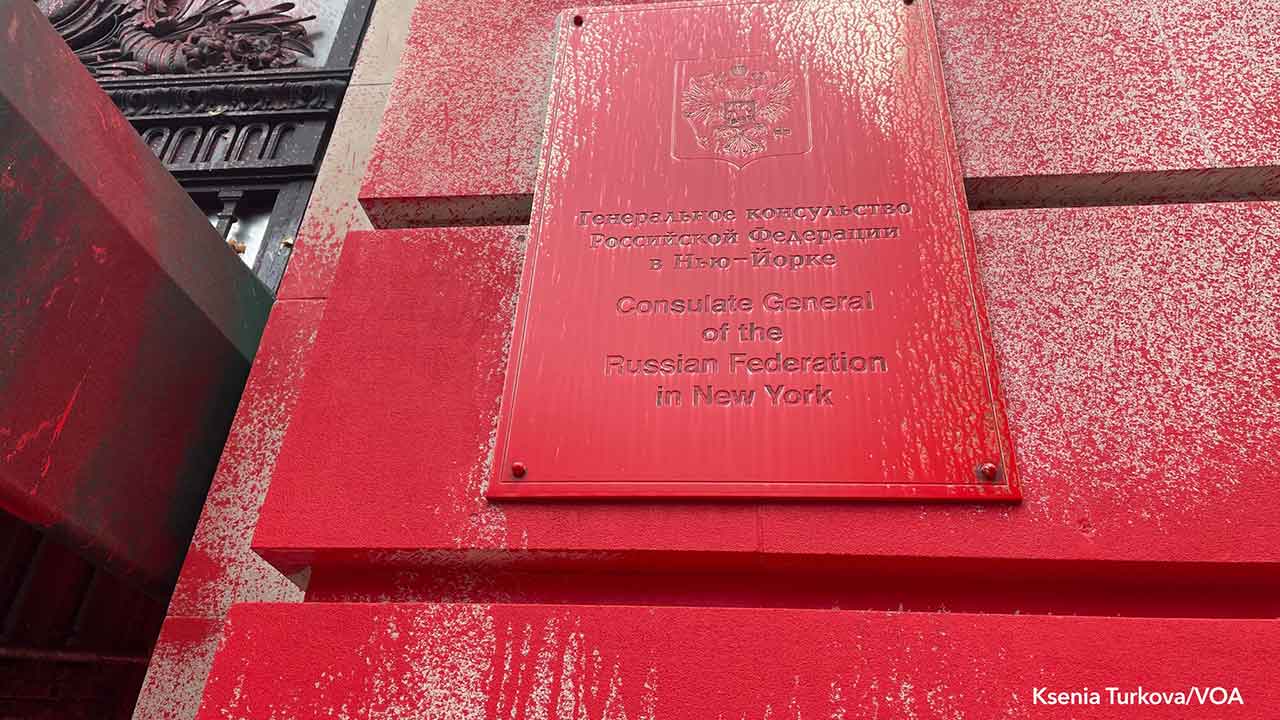 Генеральное консульство
Российской Федерации
в Нью-Йорке
Consulate General
of the
Russian Federation
in New York
Ksenia Turkova/VOA